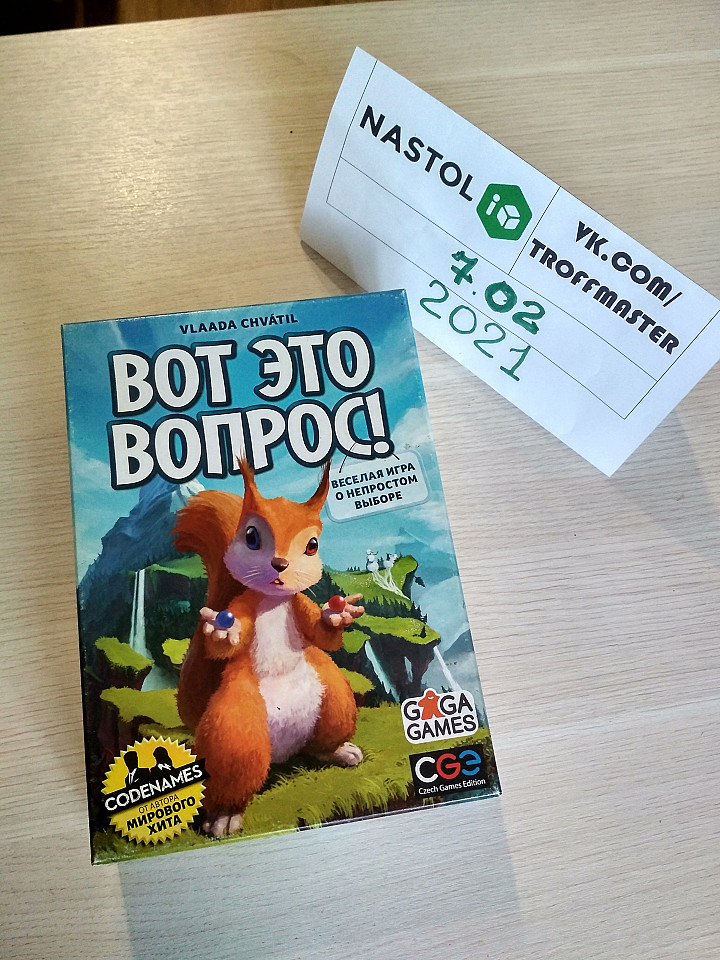 NASTOL
VK.COM/
TROFFMASTER
7.02
2021
VLAADA CHVÁTIL
ВОТ ЭТО
ВОПРОС!
ВЕСЕЛАЯ ИГРА
О НЕПРОСТОМ
ВЫБОРЕ
GAGA
GAMES
CGE
Czech Games Edition
CODENAMES
ОТ АВТОРА
МИРОВОГО
ХИТА